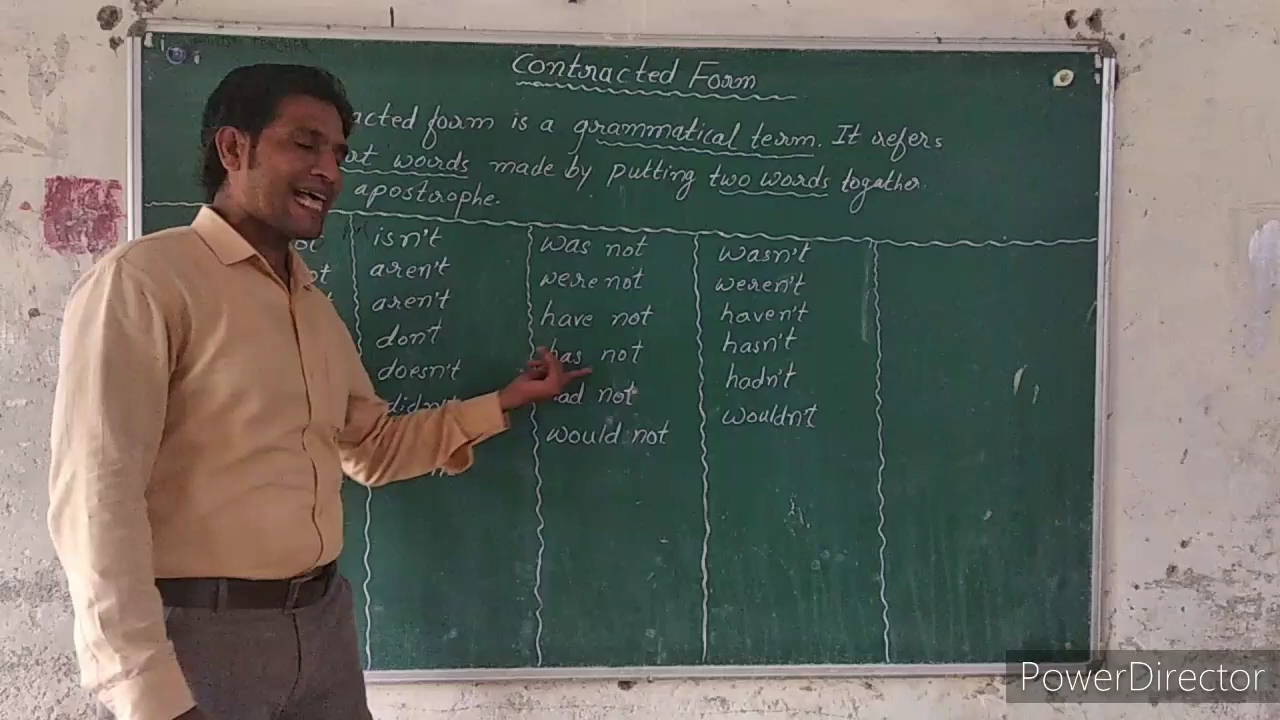 Contracted Form
acted form is a grammatical term. It refers
words made by putting two words together.
apostrophe.
isn't was not wasn't
aren't were not weren't
aren't have not haven't
don't has not hasn't
doesn't not hadn't
would not wouldn't
PowerDirector